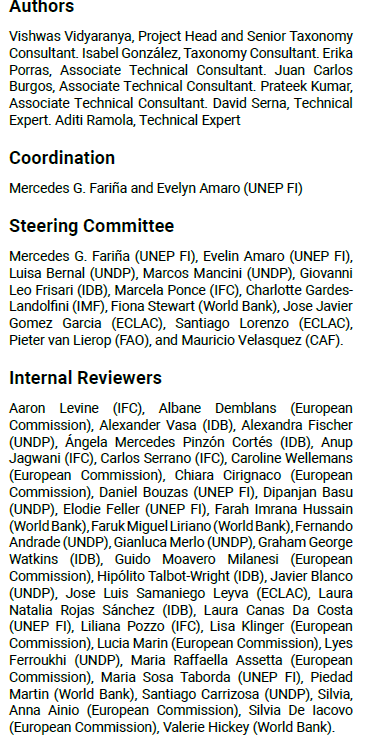 Authors
Vishwas Vidyaranya, Project Head and Senior Taxonomy
Consultant. Isabel González, Taxonomy Consultant. Erika
Porras, Associate Technical Consultant. Juan Carlos
Burgos, Associate Technical Consultant. Prateek Kumar,
Associate Technical Consultant. David Serna, Technical
Expert. Aditi Ramola, Technical Expert
Coordination
Mercedes G. Fariña and Evelyn Amaro (UNEP FI)
Steering Committee
Mercedes G. Fariña (UNEP FI), Evelin Amaro (UNEP FI),
Luisa Bernal (UNDP), Marcos Mancini (UNDP), Giovanni
Leo Frisari (IDB), Marcela Ponce (IFC), Charlotte Gardes-
Landolfini (IMF), Fiona Stewart (World Bank), Jose Javier
Gomez Garcia (ECLAC), Santiago Lorenzo (ECLAC),
Pieter van Lierop (FAO), and Mauricio Velasquez (CAF).
Internal Reviewers
Aaron Levine (IFC), Albane Demblans (European
Commission), Alexander Vasa (IDB), Alexandra Fischer
(UNDP), Ángela Mercedes Pinzón Cortés (IDB), Anup
Jagwani (IFC), Carlos Serrano (IFC), Caroline Wellemans
(European Commission), Chiara Cirignaco (European
Commission), Daniel Bouzas (UNEP FI), Dipanjan Basu
(UNDP), Elodie Feller (UNEP FI), Farah Imrana Hussain
(World Bank), Faruk Miguel Liriano (World Bank), Fernando
Andrade (UNDP), Gianluca Merlo (UNDP), Graham George
Watkins (IDB), Guido Moavero Milanesi (European
Commission), Hipólito Talbot-Wright (IDB), Javier Blanco
(UNDP), Jose Luis Samaniego Leyva (ECLAC), Laura
Natalia Rojas Sánchez (IDB), Laura Canas Da Costa
(UNEP FI), Liliana Pozzo (IFC), Lisa Klinger (European
Commission), Lucia Marin (European Commission), Lyes
Ferroukhi (UNDP), Maria Raffaella Assetta (European
Commission), Maria Sosa Taborda (UNEP FI), Piedad
Martin (World Bank), Santiago Carrizosa (UNDP), Silvia,
Anna Ainio (European Commission), Silvia De Iacovo
(European Commission), Valerie Hickey (World Bank).